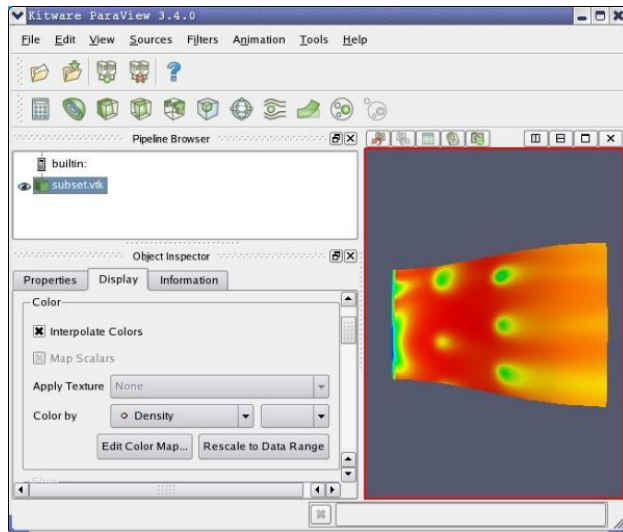 Kitware ParaView 3.4.0
File Edit View Sources Filters Animation Tools Help
Pipeline Browser
builtin:
subset.vtk
Object Inspector
Properties Display Information
Color
Interpolate Colors
Map Scalars
Apply Texture None
Color by Density
Edit Color Map... Rescale to Data Range
Slice